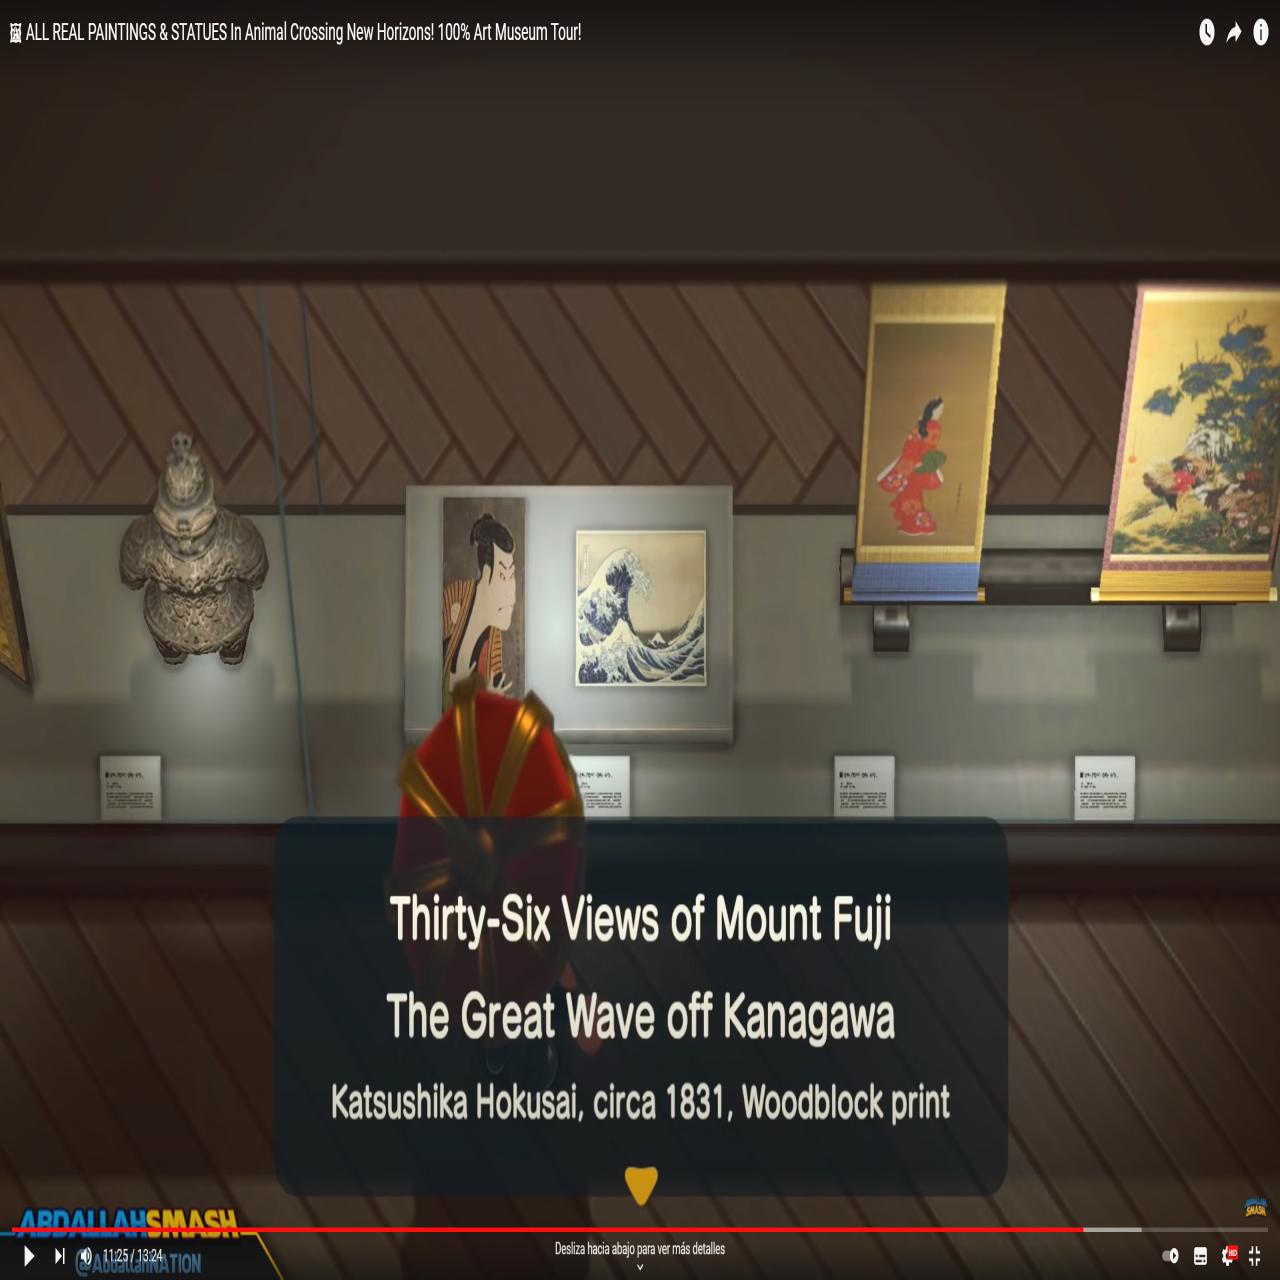 ALL REAL PAINTINGS & STATUES In Animal Crossing New Horizons! 100% Art Museum Tour!
Thirty-Six Views of Mount Fuji
The Great Wave off Kanagawa
Katsushika Hokusai, circa 1831, Woodblock print
SMASH
ABDALLAHSMASH
11:25 / 13:24
@AbdallahNATION
Desliza hacia abajo para ver más detalles
HD